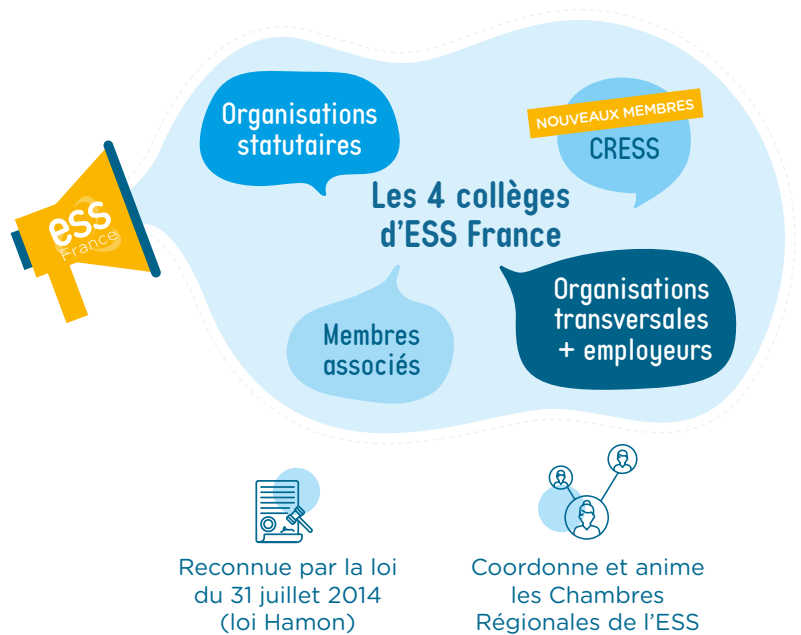 Organisations
statutaires
NOUVEAUX MEMBRES
CRESS
Les 4 collèges
d'ESS France
ess
France
Organisations
transversales
+ employeurs
Membres
associés
Reconnue par la loi
du 31 juillet 2014
(loi Hamon)
Coordonne et anime
les Chambres
Régionales de l'ESS